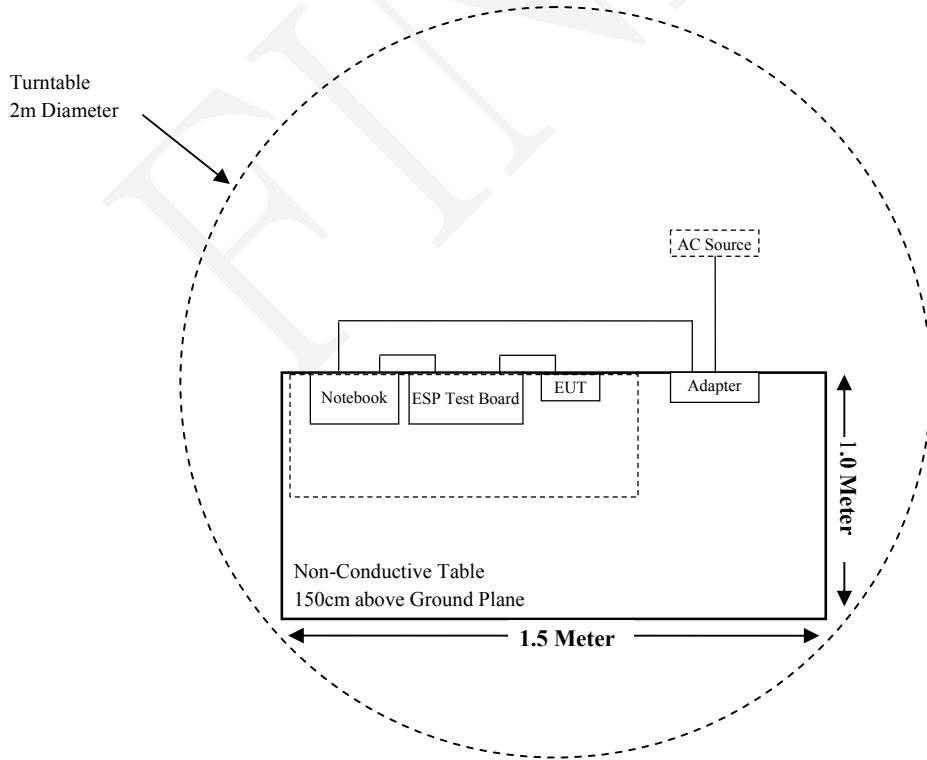 Turntable
2m Diameter
AC Source
Notebook
ESP Test Board
EUT
Adapter
1.0 Meter
Non-Conductive Table
150cm above Ground Plane
1.5 Meter